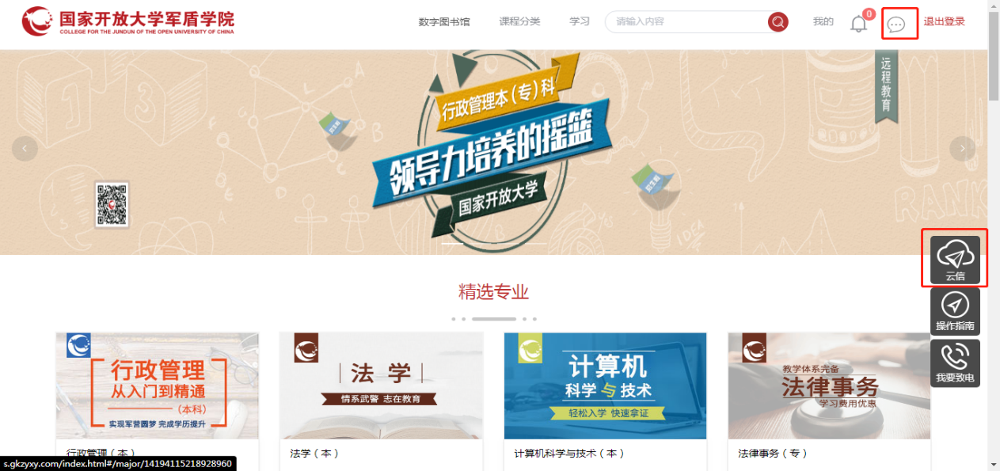 国家开放大学军盾学院
COLLEGE FOR THE JUNDUN OF THE OPEN UNIVERSITY OF CHINA
数字图书馆
课程分类
学习
请输入内容
我的
0
退出登录
远程教育
行政管理本(专)科
领导力培养的摇篮
国家开放大学
RANK
IDEA
云信
操作指南
我要致电
精选专业
行政管理
从入门到精通
(本科)
实现军营圆梦 完成学历提升
法 学
情系武警 志在教育
计算机
科学与技术
轻松入学 快速拿证
教学体系完备
法律事务
学习费用优惠
行政管理(本)
法学(本)
计算机科学与技术(本)
法律事务(专)
s.gkzyxy.com/index.html#/major/14194115218928960